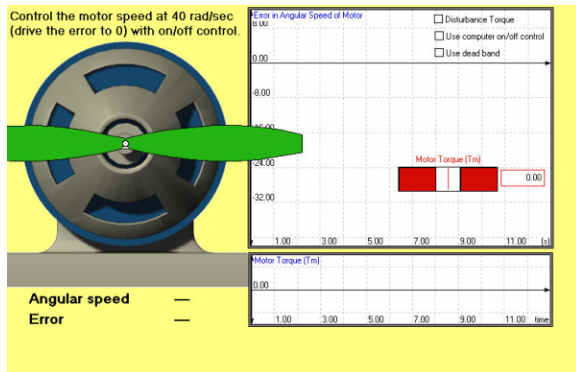 Control the motor speed at 40 rad/sec
(drive the error to 0) with on/off control.
Error in Angular Speed of Motor
8.00
Disturbance Torque
Use computer on/off control
Use dead band
0.00
-8.00
-16.00
-24.00
-32.00
Motor Torque (Tm)
0.00
1.00 3.00 5.00 7.00 9.00 11.00 (s)
Motor Torque (Tm)
0.00
1.00 3.00 5.00 7.00 9.00 11.00 time
Angular speed —
Error —